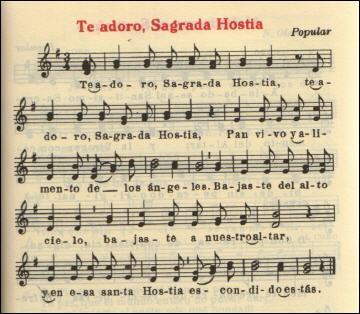 Te adoro, Sagrada Hostia
Popular
Te a-do- ro, Sa-gra-da Hos-tia, te a-
do - ro, Sa-gra-da Hos-tia, Pan vi-vo y a-li-
men-to de — los án-ge-les. Ba-jas-te del al-to
cie-lo, ba-jas-te a nues-tro al-tar,
y en e-sa san-ta Hos-tia es- con-di-do es-tás.